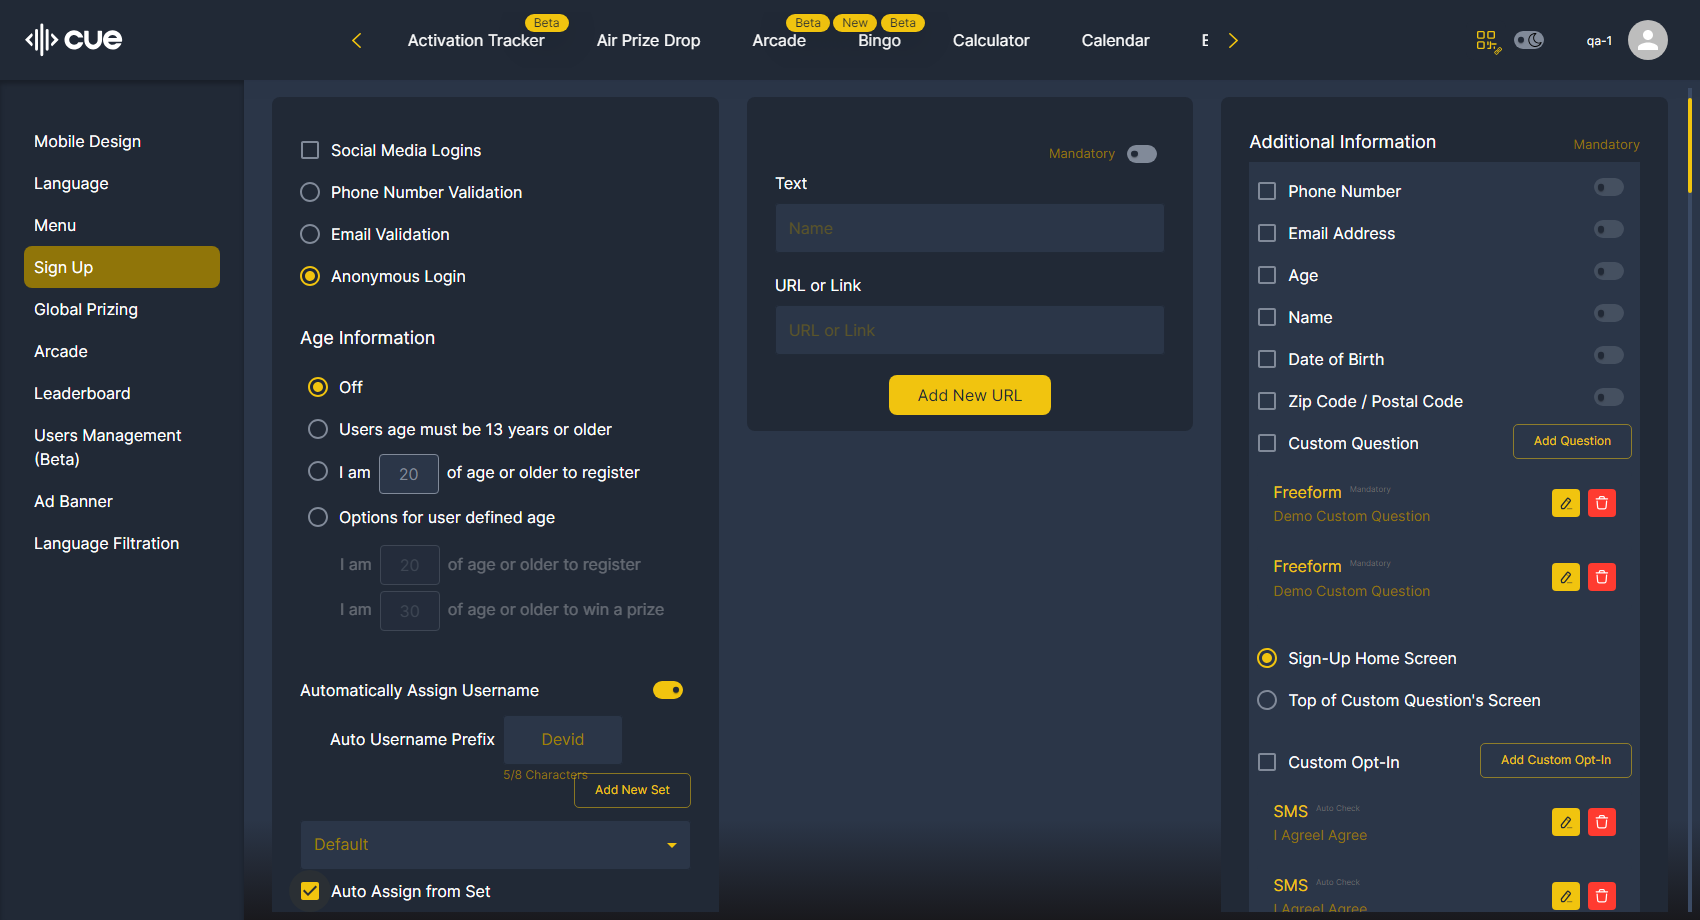 cue
Activation Tracker
Beta
Air Prize Drop
Arcade
Beta
Bingo
New
Beta
Calculator
Calendar
qa-1
Mobile Design
Language
Menu
Sign Up
Global Prizing
Arcade
Leaderboard
Users Management
(Beta)
Ad Banner
Language Filtration
Social Media Logins
Phone Number Validation
Email Validation
Anonymous Login
Age Information
Off
Users age must be 13 years or older
I am 20 of age or older to register
Options for user defined age
I am 20 of age or older to register
I am 30 of age or older to win a prize
Automatically Assign Username
Auto Username Prefix Devid
5/8 Characters
Add New Set
Default
Auto Assign from Set
Mandatory
Text
Name
URL or Link
URL or Link
Add New URL
Additional Information
Mandatory
Phone Number
Email Address
Age
Name
Date of Birth
Zip Code / Postal Code
Custom Question
Add Question
Freeform Mandatory
Demo Custom Question
Freeform Mandatory
Demo Custom Question
Sign-Up Home Screen
Top of Custom Question's Screen
Custom Opt-In
Add Custom Opt-In
SMS Auto Check
I AgreeI Agree
SMS Auto Check
I AgreeI Agree